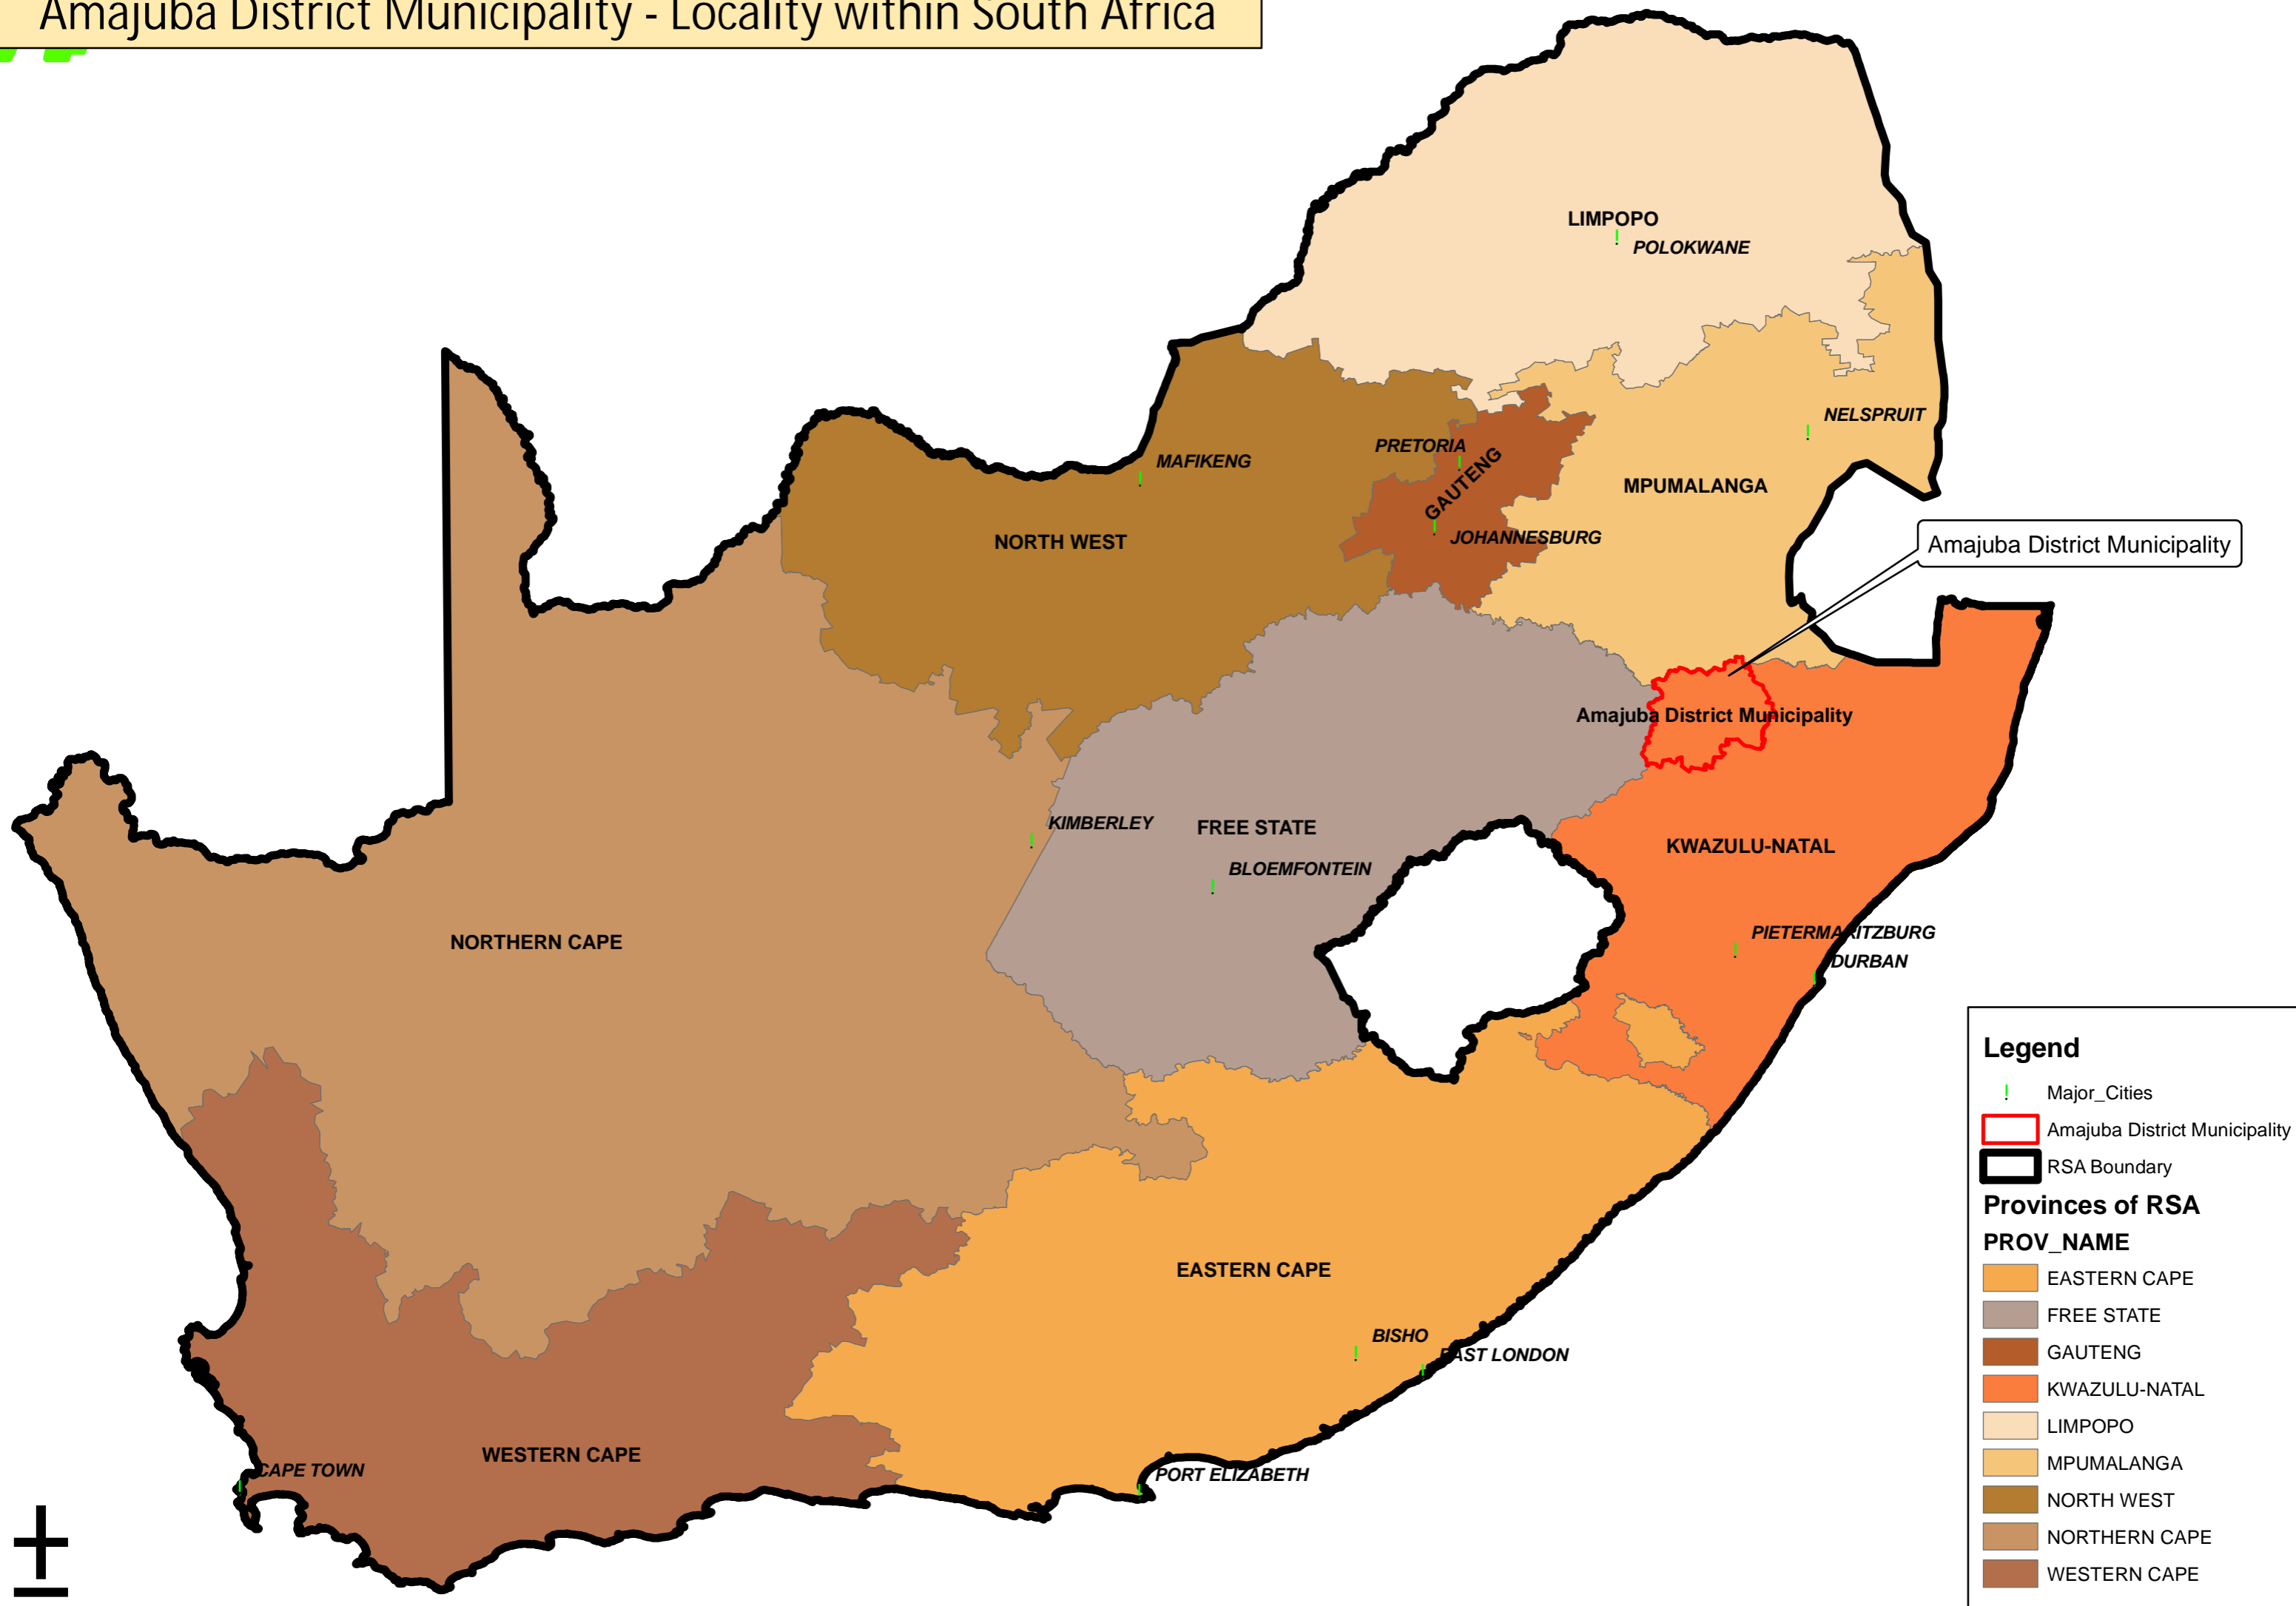 Amajuba District Municipality - Locality within South Africa
LIMPOPO
POLOKWANE
NELSPRUIT
PRETORIA
MAFIKENG
GAUTENG
MPUMALANGA
JOHANNESBURG
NORTH WEST
Amajuba District Municipality
Amajuba District Municipality
KIMBERLEY
FREE STATE
KWAZULU-NATAL
BLOEMFONTEIN
PIETERMARITZBURG
NORTHERN CAPE
DURBAN
EASTERN CAPE
BISHO
EAST LONDON
WESTERN CAPE
CAPE TOWN
PORT ELIZABETH
Legend
! Major_Cities
Amajuba District Municipality
RSA Boundary
Provinces of RSA
PROV_NAME
EASTERN CAPE
FREE STATE
GAUTENG
KWAZULU-NATAL
LIMPOPO
MPUMALANGA
NORTH WEST
NORTHERN CAPE
WESTERN CAPE
±